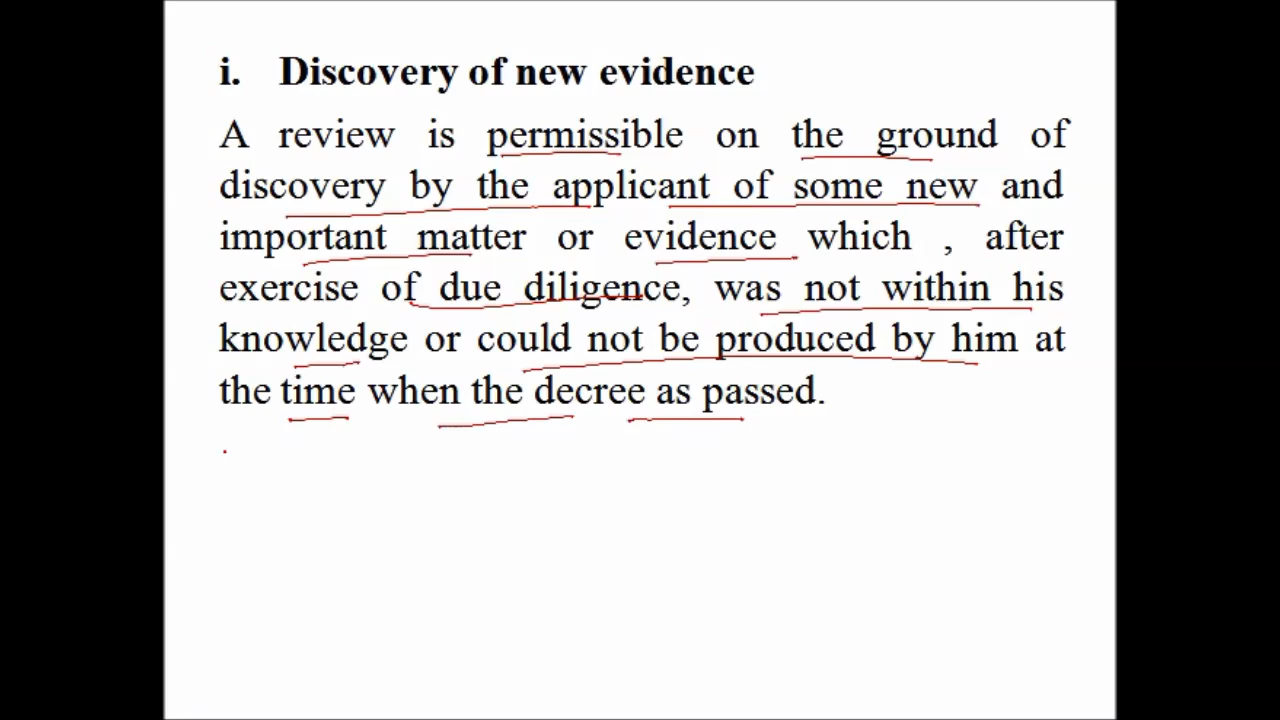 i. Discovery of new evidence
A review is permissible on the ground of
discovery by the applicant of some new and
important matter or evidence which , after
exercise of due diligence, was not within his
knowledge or could not be produced by him at
the time when the decree as passed.